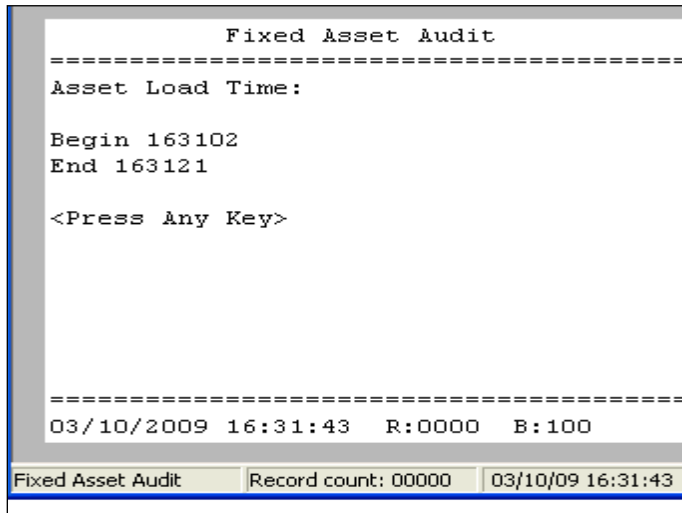 Fixed Asset Audit
========================================
Asset Load Time:
Begin 163102
End 163121
<Press Any Key>
========================================
03/10/2009 16:31:43 R:0000 B:100
Fixed Asset Audit Record count: 00000 03/10/09 16:31:43